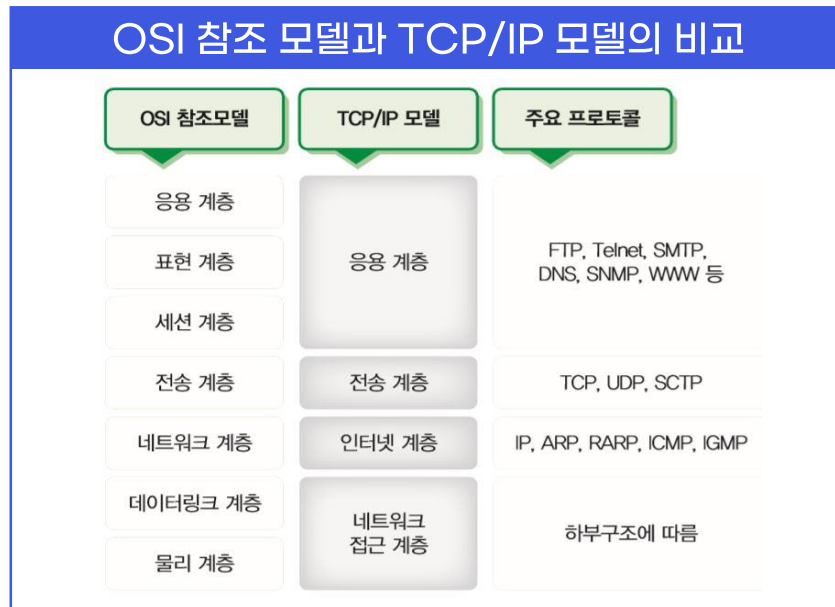 OSI 참조 모델과 TCP/IP 모델의 비교
OSI 참조모델
TCP/IP 모델
주요 프로토콜
응용 계층
표현 계층
세션 계층
응용 계층
FTP, Telnet, SMTP,
DNS, SNMP, WWW 등
전송 계층
전송 계층
TCP, UDP, SCTP
네트워크 계층
인터넷 계층
IP, ARP, RARP, ICMP, IGMP
데이터링크 계층
물리 계층
네트워크
접근 계층
하부구조에 따름